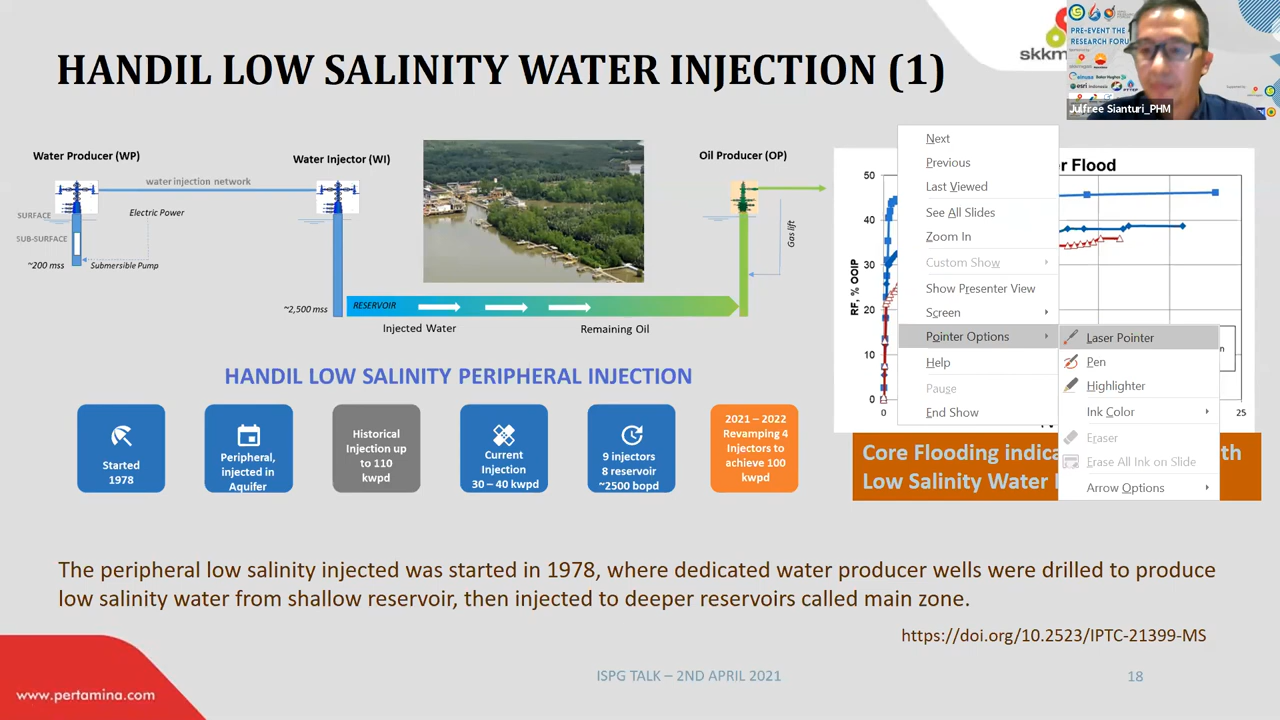 HANDIL LOW SALINITY WATER INJECTION (1)
skkm
PRE-EVENT THE
RESEARCH FORU
Julfree Sianturi_PHM
Water Producer (WP)
water injection network
Water Injector (WI)
Oil Producer (OP)
Electric Power
SURFACE
SUB-SURFACE
~200 mss
Submersible Pump
Gas lift
~2,500 mss
RESERVOIR
Injected Water
Remaining Oil
HANDIL LOW SALINITY PERIPHERAL INJECTION
Started
1978
Peripheral,
injected in
Aquifer
Historical
Injection up
to 110
kwpd
Current
Injection
30 – 40 kwpd
9 injectors
8 reservoir
~2500 bopd
2021 – 2022
Revamping 4
Injectors to
achieve 100
kwpd
r Flood
RF, % OOIP
50
40
30
20
10
0
0
25
Next
Previous
Last Viewed
See All Slides
Zoom In
Custom Show
Show Presenter View
Screen
Pointer Options
Help
Pause
End Show
Laser Pointer
Pen
Highlighter
Ink Color
Eraser
Erase All Ink on Slide
Arrow Options
Core Flooding indica th
Low Salinity Water
The peripheral low salinity injected was started in 1978, where dedicated water producer wells were drilled to produce
low salinity water from shallow reservoir, then injected to deeper reservoirs called main zone.
https://doi.org/10.2523/IPTC-21399-MS
www.pertamina.com
ISPG TALK – 2ND APRIL 2021
18